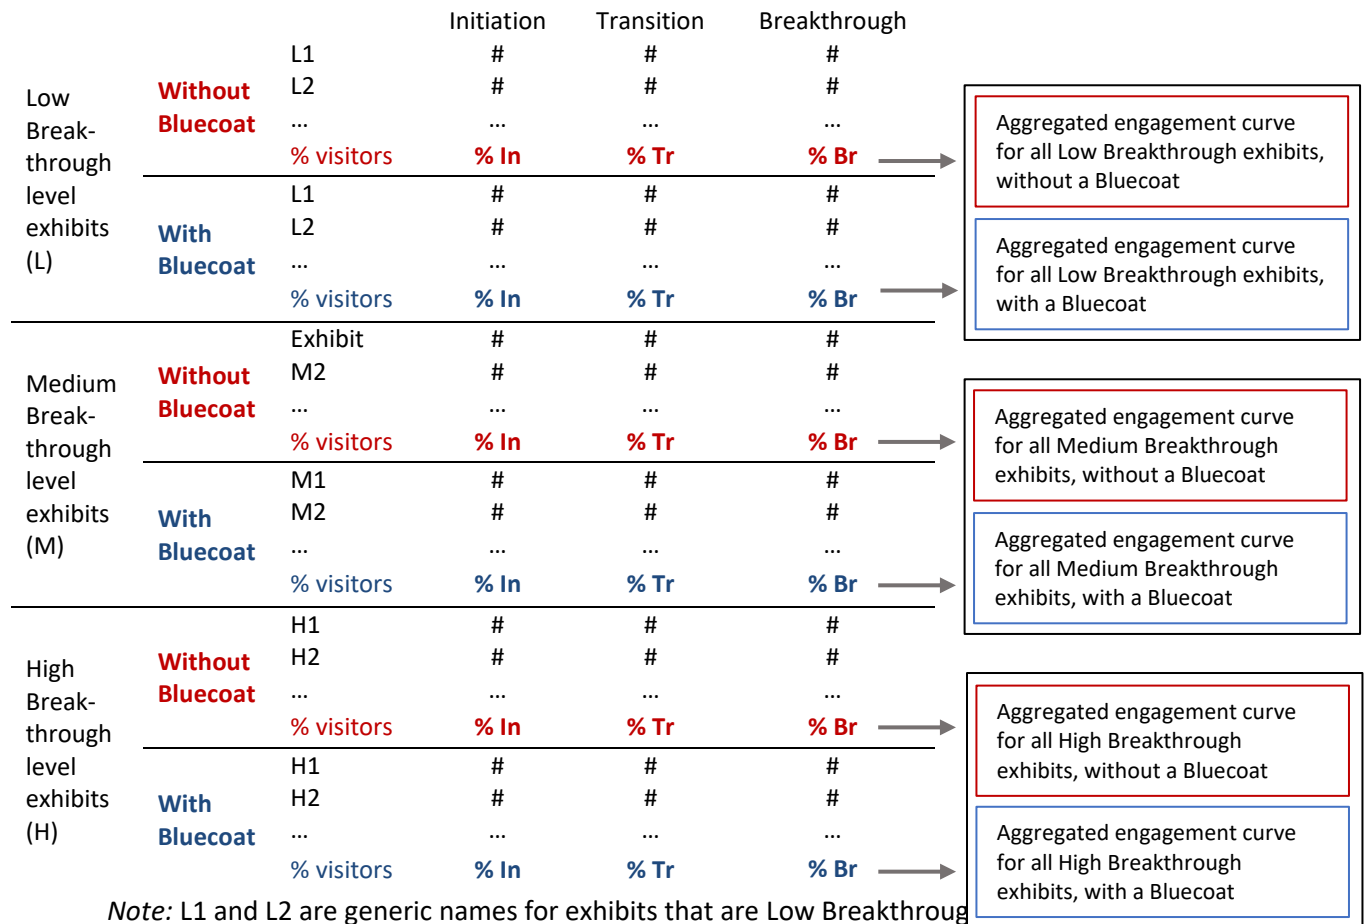 Initiation Transition Breakthrough
Low
Break-
through
level
exhibits
(L)
Without
Bluecoat
L1 # # #
L2 # # #
... ... ... ...
% visitors % In % Tr % Br
With
Bluecoat
L1 # # #
L2 # # #
... ... ... ...
% visitors % In % Tr % Br
Aggregated engagement curve
for all Low Breakthrough exhibits,
without a Bluecoat
Aggregated engagement curve
for all Low Breakthrough exhibits,
with a Bluecoat
Medium
Break-
through
level
exhibits
(M)
Without
Bluecoat
Exhibit # # #
M2 # # #
... ... ... ...
% visitors % In % Tr % Br
With
Bluecoat
M1 # # #
M2 # # #
... ... ... ...
% visitors % In % Tr % Br
Aggregated engagement curve
for all Medium Breakthrough
exhibits, without a Bluecoat
Aggregated engagement curve
for all Medium Breakthrough
exhibits, with a Bluecoat
High
Break-
through
level
exhibits
(H)
Without
Bluecoat
H1 # # #
H2 # # #
... ... ... ...
% visitors % In % Tr % Br
With
Bluecoat
H1 # # #
H2 # # #
... ... ... ...
% visitors % In % Tr % Br
Aggregated engagement curve
for all High Breakthrough
exhibits, without a Bluecoat
Aggregated engagement curve
for all High Breakthrough
exhibits, with a Bluecoat
Note: L1 and L2 are generic names for exhibits that are Low Breakthroug